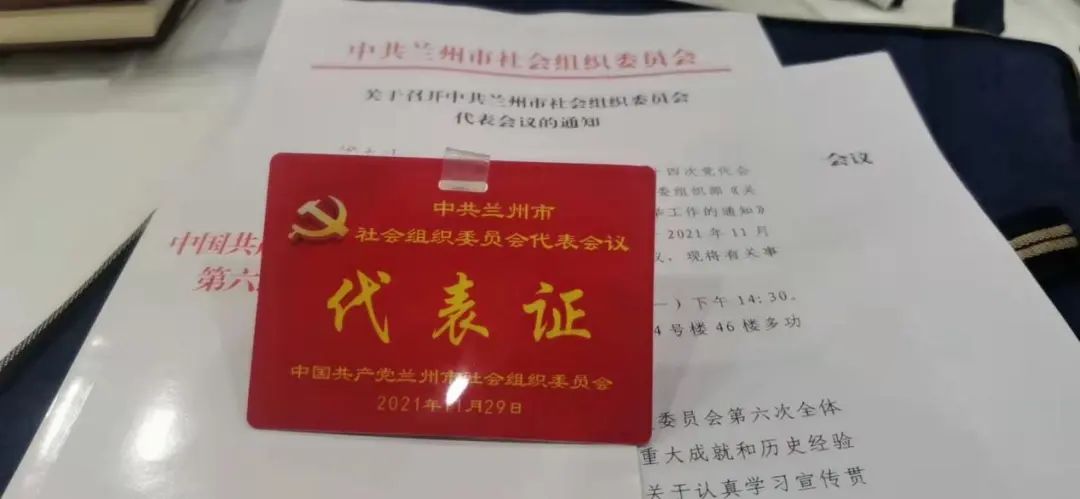 中共兰州市社会组织委员会
关于召开中共兰州市社会组织委员会
代表会议的通知
会议
十四次党代会
委组织部《关
工作的通知》
2021年11月
议，现将有关事
一）下午14:30。
4号楼46楼多功
委员会第六次全体
重大成就和历史经验
关于认真学习宣传贯
中国共
第六
中共兰州市
社会组织委员会代表会议
代表证
中国共产党兰州市社会组织委员会
2021年11月29日